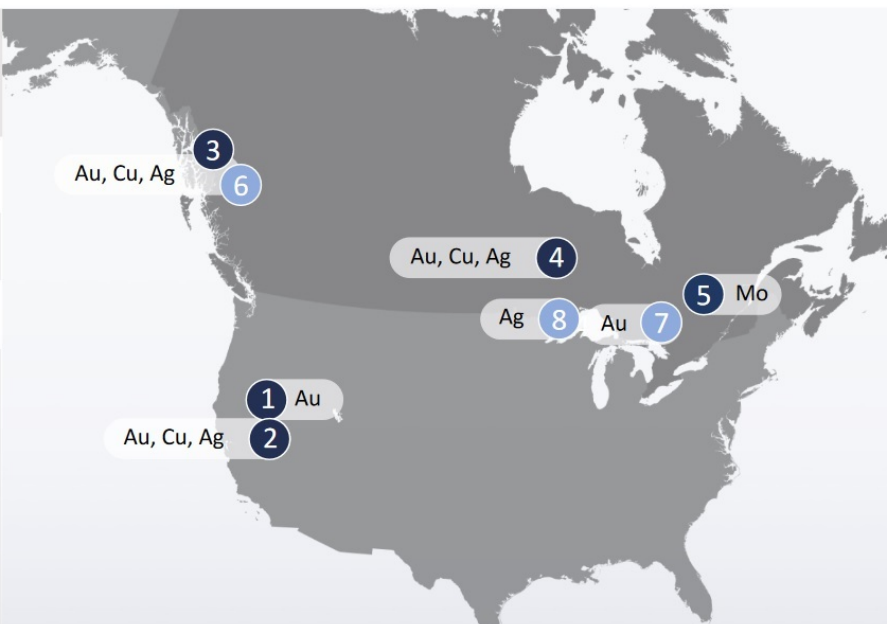 3
Au, Cu, Ag
6
Au, Cu, Ag 4
5 Mo
Ag 8 Au 7
1 Au
Au, Cu, Ag 2